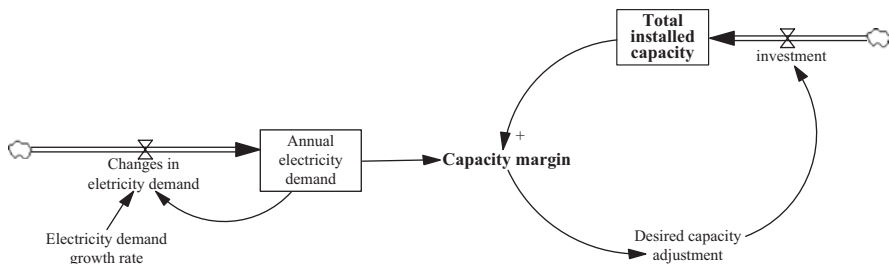 Total
installed
capacity
investment
+
Annual
electricity
demand
Capacity margin
Changes in
eletricity demand
Electricity demand
growth rate
Desired capacity
adjustment